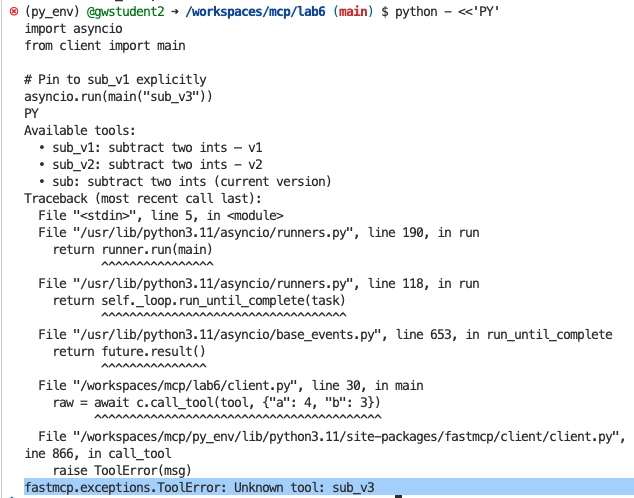 (py_env) @gwstudent2 → /workspaces/mcp/lab6 (main) $ python - <<'PY'
import asyncio
from client import main

# Pin to sub_v1 explicitly
asyncio.run(main("sub_v3"))
PY
Available tools:
  • sub_v1: subtract two ints – v1
  • sub_v2: subtract two ints – v2
  • sub: subtract two ints (current version)
Traceback (most recent call last):
  File "<stdin>", line 5, in <module>
  File "/usr/lib/python3.11/asyncio/runners.py", line 190, in run
    return runner.run(main)
           ^^^^^^^^^^^^^^^^
  File "/usr/lib/python3.11/asyncio/runners.py", line 118, in run
    return self._loop.run_until_complete(task)
           ^^^^^^^^^^^^^^^^^^^^^^^^^^^^^^^^^^^
  File "/usr/lib/python3.11/asyncio/base_events.py", line 653, in run_until_complete
    return future.result()
           ^^^^^^^^^^^^^^^
  File "/workspaces/mcp/lab6/client.py", line 30, in main
    raw = await c.call_tool(tool, {"a": 4, "b": 3})
          ^^^^^^^^^^^^^^^^^^^^^^^^^^^^^^^^^^^^^^^^^
  File "/workspaces/mcp/py_env/lib/python3.11/site-packages/fastmcp/client/client.py",
ine 866, in call_tool
    raise ToolError(msg)
fastmcp.exceptions.ToolError: Unknown tool: sub_v3